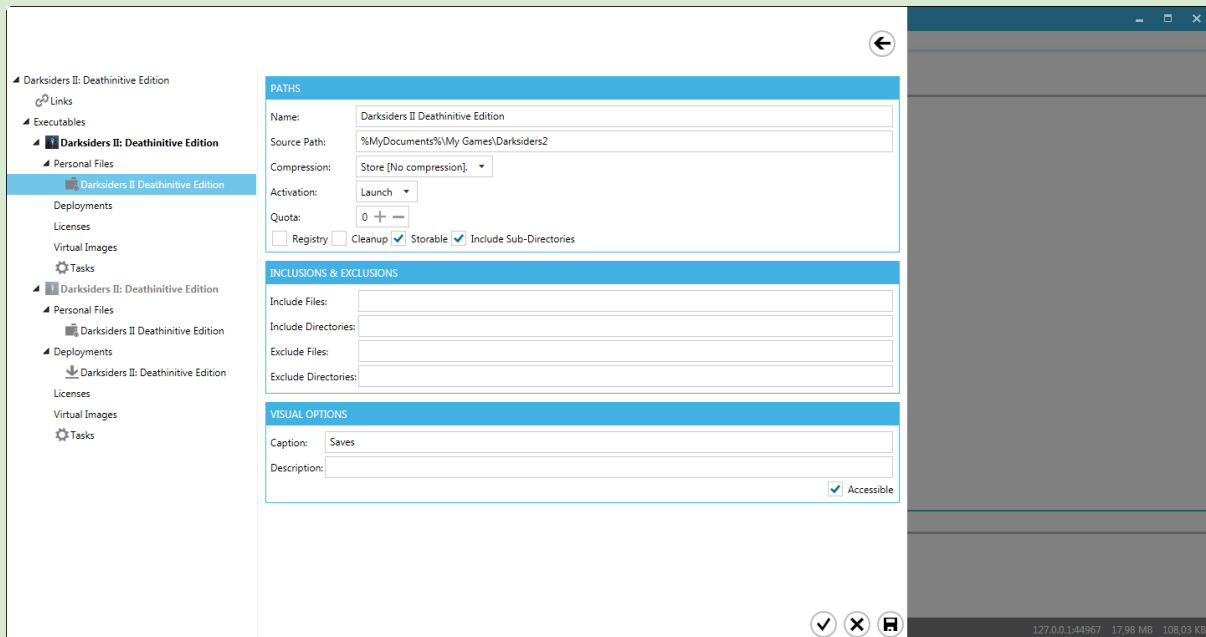 Darksiders II: Deathinitive Edition
Links
Executables
Darksiders II: Deathinitive Edition
Personal Files
Darksiders II Deathinitive Edition
Deployments
Licenses
Virtual Images
Tasks
Darksiders II: Deathinitive Edition
Personal Files
Darksiders II Deathinitive Edition
Deployments
Darksiders II: Deathinitive Edition
Licenses
Virtual Images
Tasks
PATHS
Name: Darksiders II Deathinitive Edition
Source Path: %MyDocuments%\My Games\Darksiders2
Compression: Store [No compression].
Activation: Launch
Quota: 0
Registry Cleanup Storable Include Sub-Directories
INCLUSIONS & EXCLUSIONS
Include Files:
Include Directories:
Exclude Files:
Exclude Directories:
VISUAL OPTIONS
Caption: Saves
Description:
Accessible
127.0.0.1:44967 17,98 MB 108,03 KB